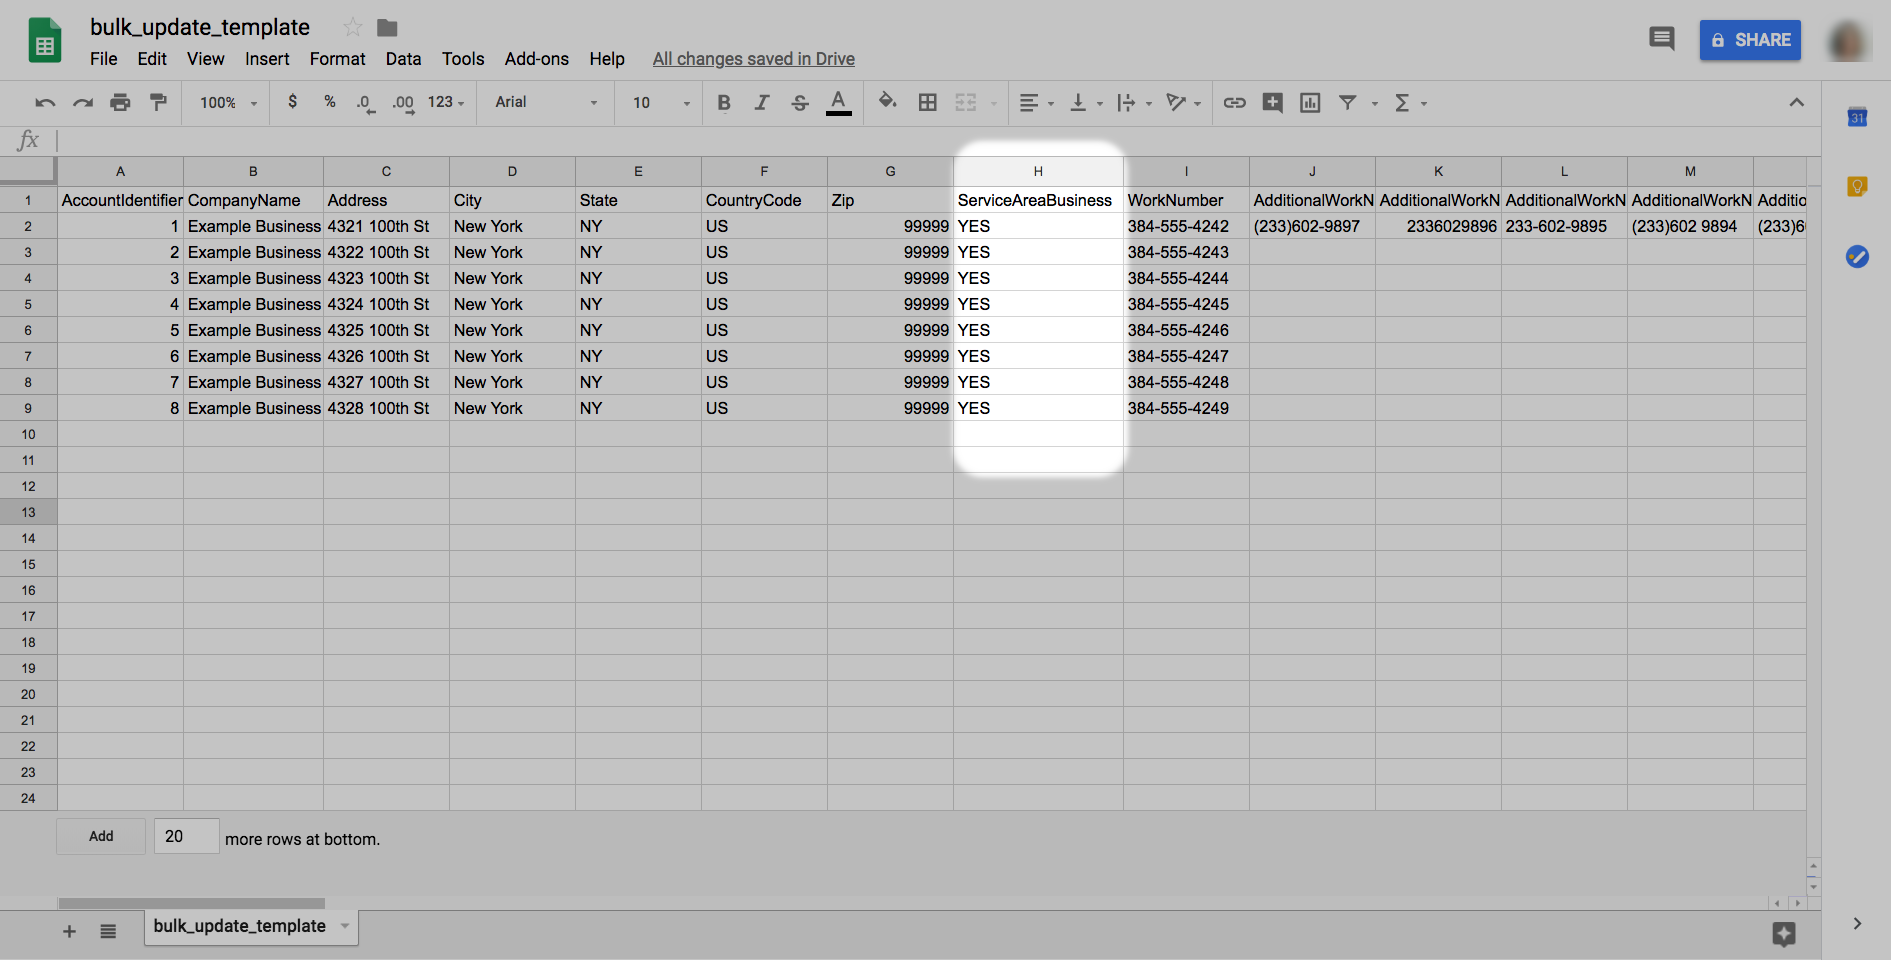 bulk_update_template
File Edit View Insert Format Data Tools Add-ons Help All changes saved in Drive
SHARE
100% $ % .0 .00 123 Arial 10 B I S A Σ
31
fx
A B C D E F G H I J K L M
1 AccountIdentifier CompanyName Address City State CountryCode Zip ServiceAreaBusiness WorkNumber AdditionalWorkN AdditionalWorkN AdditionalWorkN AdditionalWorkN Additio
2 1 Example Business 4321 100th St New York NY US 99999 YES 384-555-4242 (233)602-9897 2336029896 233-602-9895 (233)602 9894 (233)6
3 2 Example Business 4322 100th St New York NY US 99999 YES 384-555-4243
4 3 Example Business 4323 100th St New York NY US 99999 YES 384-555-4244
5 4 Example Business 4324 100th St New York NY US 99999 YES 384-555-4245
6 5 Example Business 4325 100th St New York NY US 99999 YES 384-555-4246
7 6 Example Business 4326 100th St New York NY US 99999 YES 384-555-4247
8 7 Example Business 4327 100th St New York NY US 99999 YES 384-555-4248
9 8 Example Business 4328 100th St New York NY US 99999 YES 384-555-4249
10
11
12
13
14
15
16
17
18
19
20
21
22
23
24
Add 20 more rows at bottom.
bulk_update_template